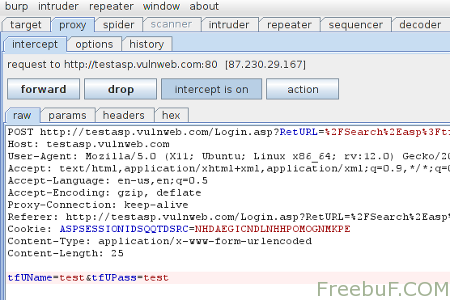 burp intruder repeater window about
target proxy spider scanner intruder repeater sequencer decoder
intercept options history
request to http://testasp.vulnweb.com:80 [87.230.29.167]
forward drop intercept is on action
raw params headers hex
POST http://testasp.vulnweb.com/Login.asp?RetURL=%2FSearch%2Easp%3Ft
Host: testasp.vulnweb.com
User-Agent: Mozilla/5.0 (X11; Ubuntu; Linux x86_64; rv:12.0) Gecko/20
Accept: text/html,application/xhtml+xml,application/xml;q=0.9,*/*;q=0
Accept-Language: en-us,en;q=0.5
Accept-Encoding: gzip, deflate
Proxy-Connection: keep-alive
Referer: http://testasp.vulnweb.com/Login.asp?RetURL=%2FSearch%2Easp%
Cookie: ASPSESSIONIDSQQTDSRC=NHDAEGICNDLNHHPOMOGNMKPE
Content-Type: application/x-www-form-urlencoded
Content-Length: 25
tfUName=test&tfUPass=test
FreebuF.COM